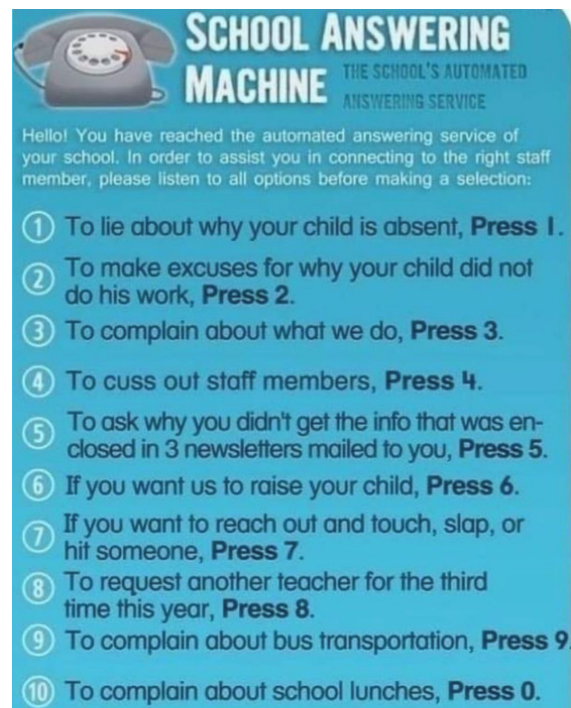 SCHOOL ANSWERING
MACHINE THE SCHOOL'S AUTOMATED
ANSWERING SERVICE
Hello! You have reached the automated answering service of
your school. In order to assist you in connecting to the right staff
member, please listen to all options before making a selection:
1 To lie about why your child is absent, Press 1.
2 To make excuses for why your child did not
do his work, Press 2.
3 To complain about what we do, Press 3.
4 To cuss out staff members, Press 4.
5 To ask why you didn't get the info that was en-
closed in 3 newsletters mailed to you, Press 5.
6 If you want us to raise your child, Press 6.
7 If you want to reach out and touch, slap, or
hit someone, Press 7.
8 To request another teacher for the third
time this year, Press 8.
9 To complain about bus transportation, Press 9.
10 To complain about school lunches, Press 0.